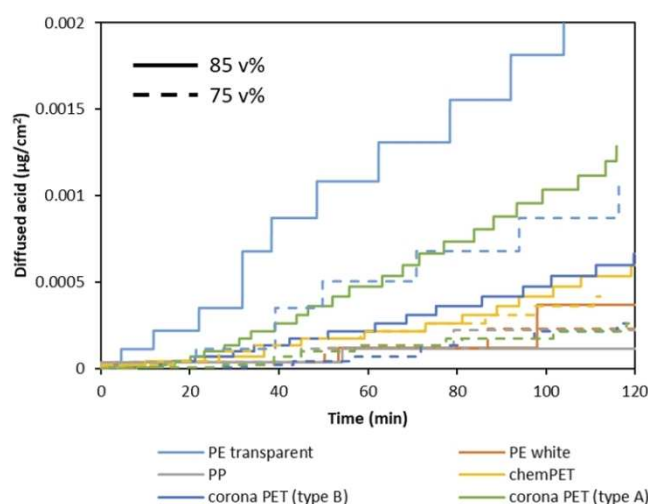 0.002
85 v%
75 v%
0.0015
0.001
0.0005
0
Diffused acid (µg/cm²)
0 20 40 60 80 100 120
Time (min)
PE transparent PE white
PP chemPET
corona PET (type B) corona PET (type A)